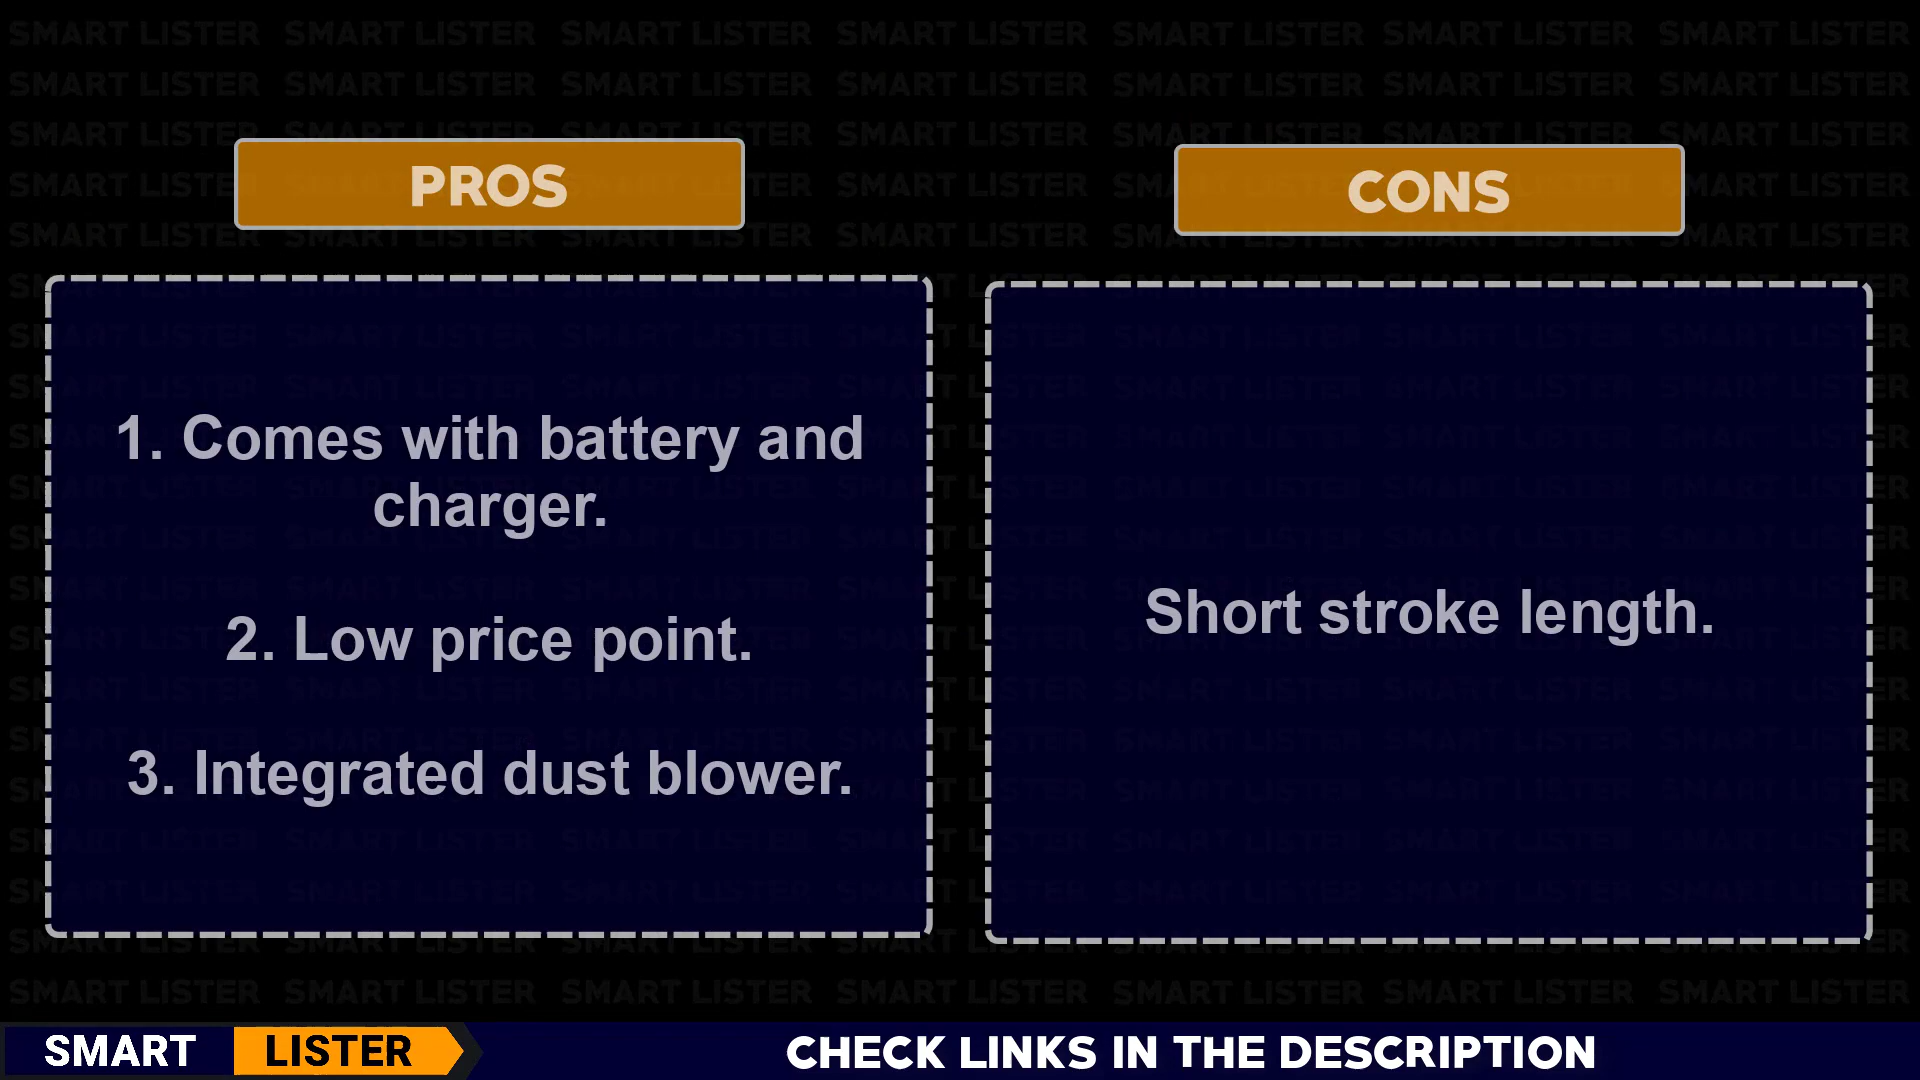 PROS
1. Comes with battery and
charger.
2. Low price point.
3. Integrated dust blower.
CONS
Short stroke length.
SMART LISTER
CHECK LINKS IN THE DESCRIPTION